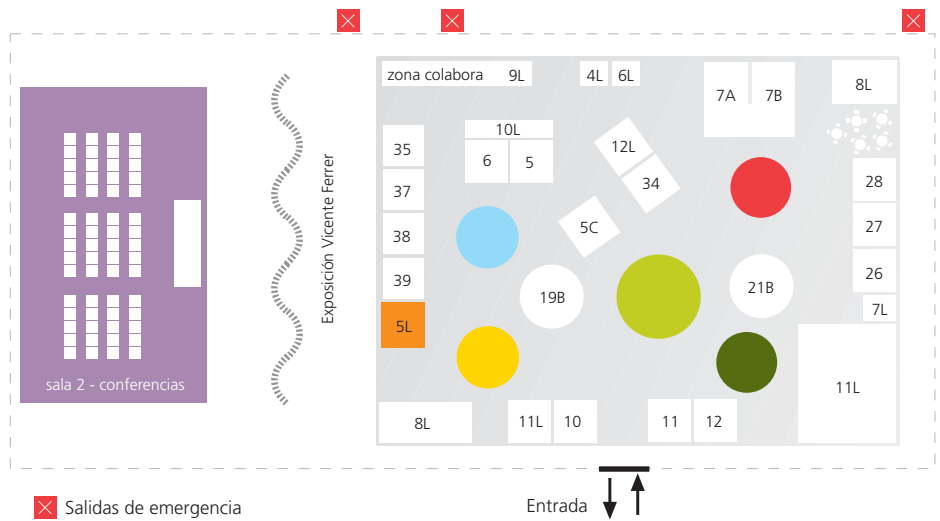 zona colabora 9L
4L
6L
7A
7B
8L
10L
6
5
12L
34
35
37
38
39
5L
5C
28
27
26
7L
19B
21B
Exposición Vicente Ferrer
sala 2 - conferencias
8L
11L
10
11
12
11L
Salidas de emergencia
Entrada